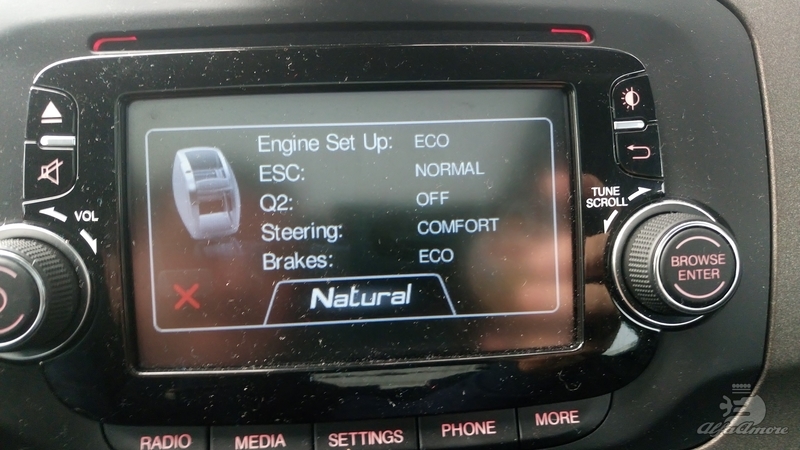 Engine Set Up: ECO
ESC: NORMAL
Q2: OFF
Steering: COMFORT
Brakes: ECO
Natural
VOL
TUNE
SCROLL
BROWSE
ENTER
RADIO
MEDIA
SETTINGS
PHONE
MORE
AlfaAmore